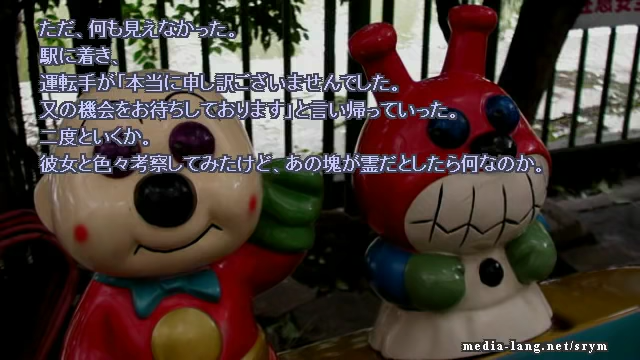 ただ、何も見えなかった。
駅に着き、
運転手が「本当に申し訳ございませんでした。
又の機会をお待ちしております」と言い帰っていった。
二度といくか。
彼女と色々考察してみたけど、あの塊が霊だとしたら何なのか。
media-lang.net/srym